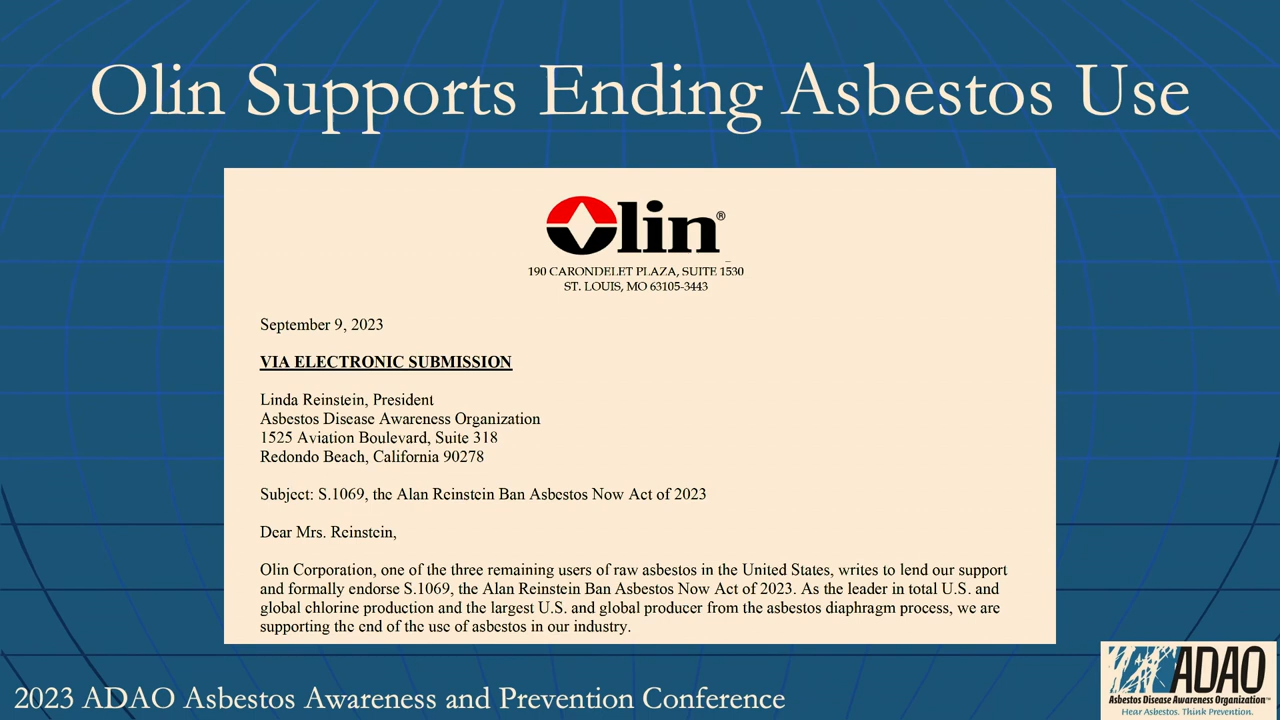 Olin Supports Ending Asbestos Use
Olin®
190 CARONDELET PLAZA, SUITE 1530
ST. LOUIS, MO 63105-3443
September 9, 2023
VIA ELECTRONIC SUBMISSION
Linda Reinstein, President
Asbestos Disease Awareness Organization
1525 Aviation Boulevard, Suite 318
Redondo Beach, California 90278
Subject: S.1069, the Alan Reinstein Ban Asbestos Now Act of 2023
Dear Mrs. Reinstein,
Olin Corporation, one of the three remaining users of raw asbestos in the United States, writes to lend our support
and formally endorse S.1069, the Alan Reinstein Ban Asbestos Now Act of 2023. As the leader in total U.S. and
global chlorine production and the largest U.S. and global producer from the asbestos diaphragm process, we are
supporting the end of the use of asbestos in our industry.
2023 ADAO Asbestos Awareness and Prevention Conference
ADAO
Asbestos Disease Awareness Organization™
Hear Asbestos. Think Prevention.